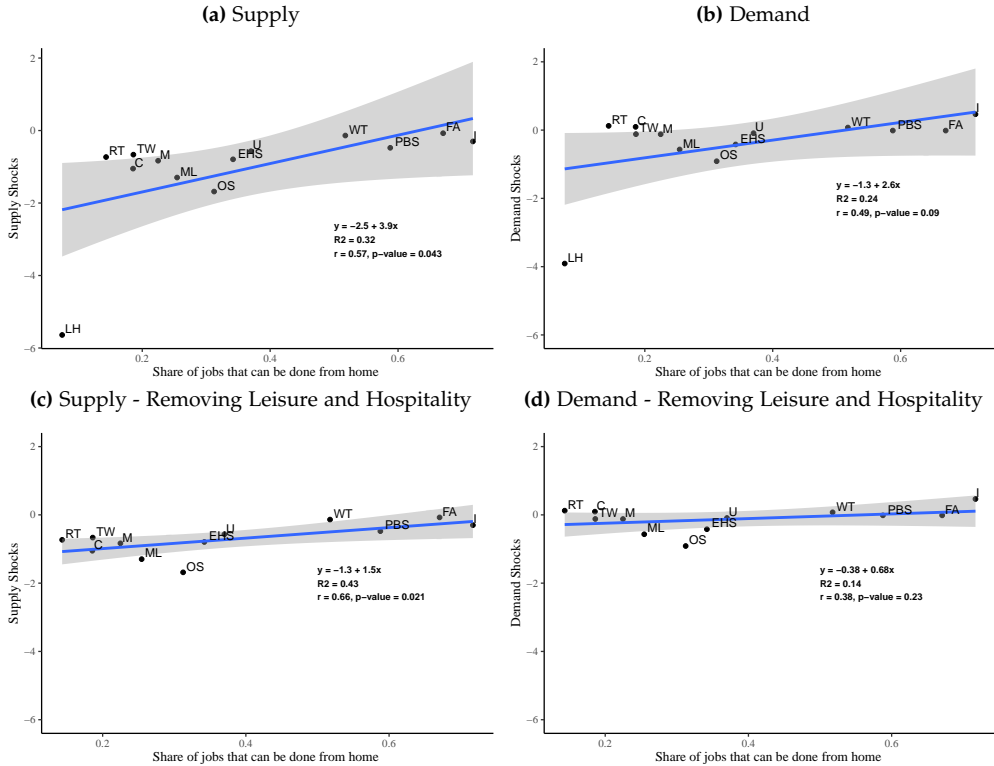 (a) Supply
2
0
−2
−4
−6
Supply Shocks
RT
TW
C
M
ML
OS
EHS
U
WT
PBS
FA
I
LH
y = −2.5 + 3.9x
R2 = 0.32
r = 0.57, p−value = 0.043
0.2 0.4 0.6
Share of jobs that can be done from home
(b) Demand
2
0
−2
−4
−6
Demand Shocks
RT
C
TW
M
ML
OS
EHS
U
WT
PBS
FA
I
LH
y = −1.3 + 2.6x
R2 = 0.24
r = 0.49, p−value = 0.09
0.2 0.4 0.6
Share of jobs that can be done from home
(c) Supply - Removing Leisure and Hospitality
2
0
−2
−4
−6
Supply Shocks
RT
TW
C
M
ML
OS
EHS
U
WT
PBS
FA
I
y = −1.3 + 1.5x
R2 = 0.43
r = 0.66, p−value = 0.021
0.2 0.4 0.6
Share of jobs that can be done from home
(d) Demand - Removing Leisure and Hospitality
2
0
−2
−4
−6
Demand Shocks
RT
C
TW
M
ML
OS
EHS
U
WT
PBS
FA
I
y = −0.38 + 0.68x
R2 = 0.14
r = 0.38, p−value = 0.23
0.2 0.4 0.6
Share of jobs that can be done from home